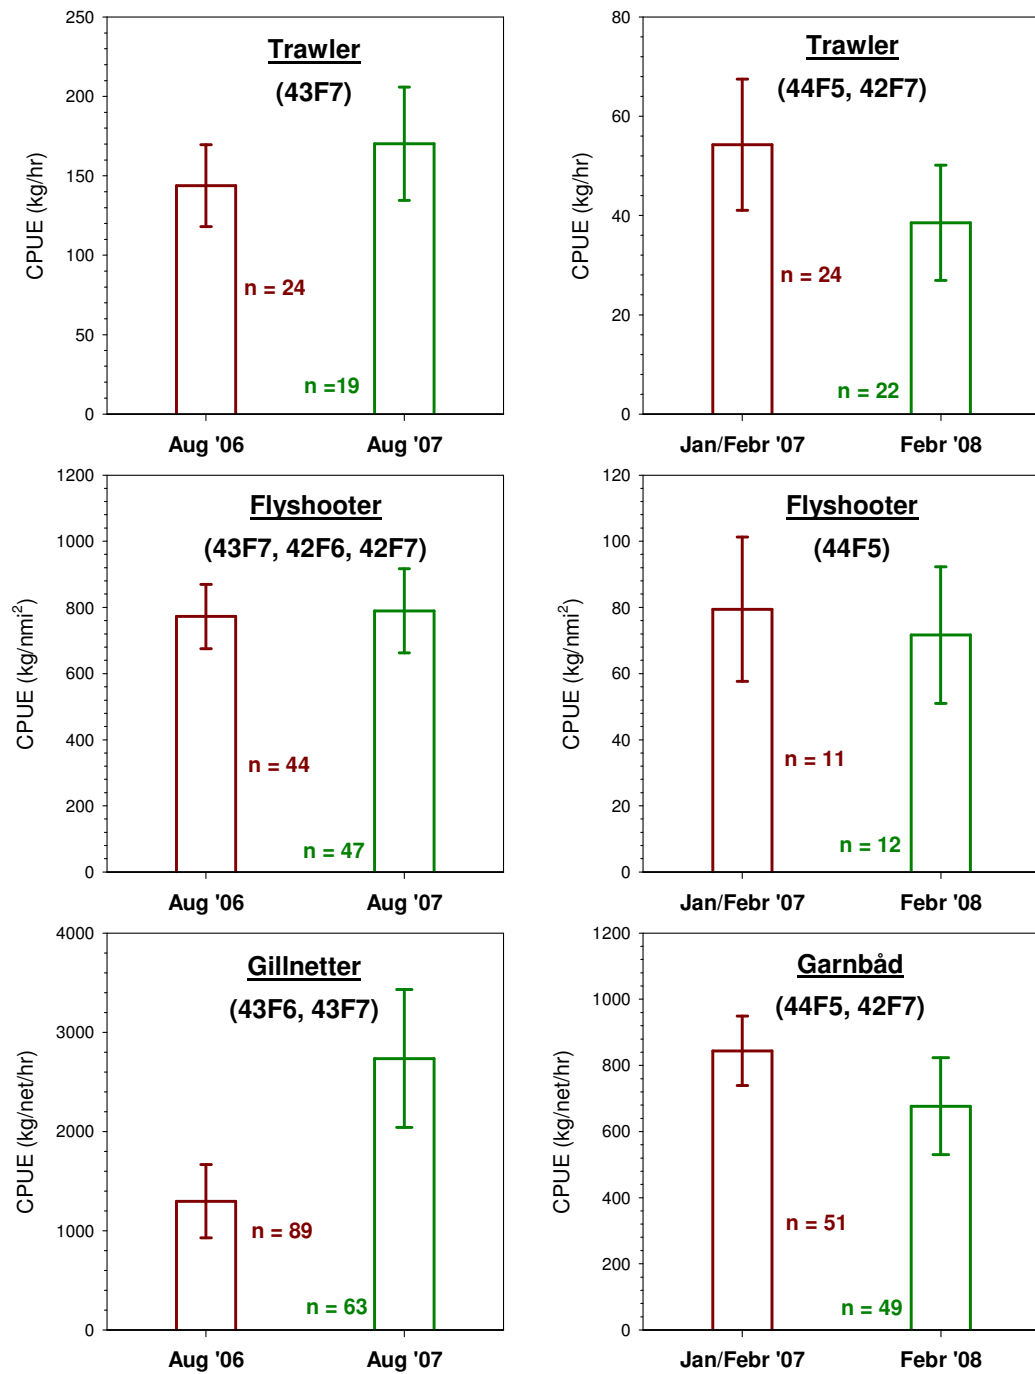 Trawler
(43F7)
CPUE (kg/hr)
250
200
150
100
50
0
n = 24
n =19
Aug '06
Aug '07
Trawler
(44F5, 42F7)
CPUE (kg/hr)
80
60
40
20
0
n = 24
n = 22
Jan/Febr '07
Febr '08
Flyshooter
(43F7, 42F6, 42F7)
CPUE (kg/nmi²)
1200
1000
800
600
400
200
0
n = 44
n = 47
Aug '06
Aug '07
Flyshooter
(44F5)
CPUE (kg/nmi²)
120
100
80
60
40
20
0
n = 11
n = 12
Jan/Febr '07
Febr '08
Gillnetter
(43F6, 43F7)
CPUE (kg/net/hr)
4000
3000
2000
1000
0
n = 89
n = 63
Aug '06
Aug '07
Garnbåd
(44F5, 42F7)
CPUE (kg/net/hr)
1200
1000
800
600
400
200
0
n = 51
n = 49
Jan/Febr '07
Febr '08